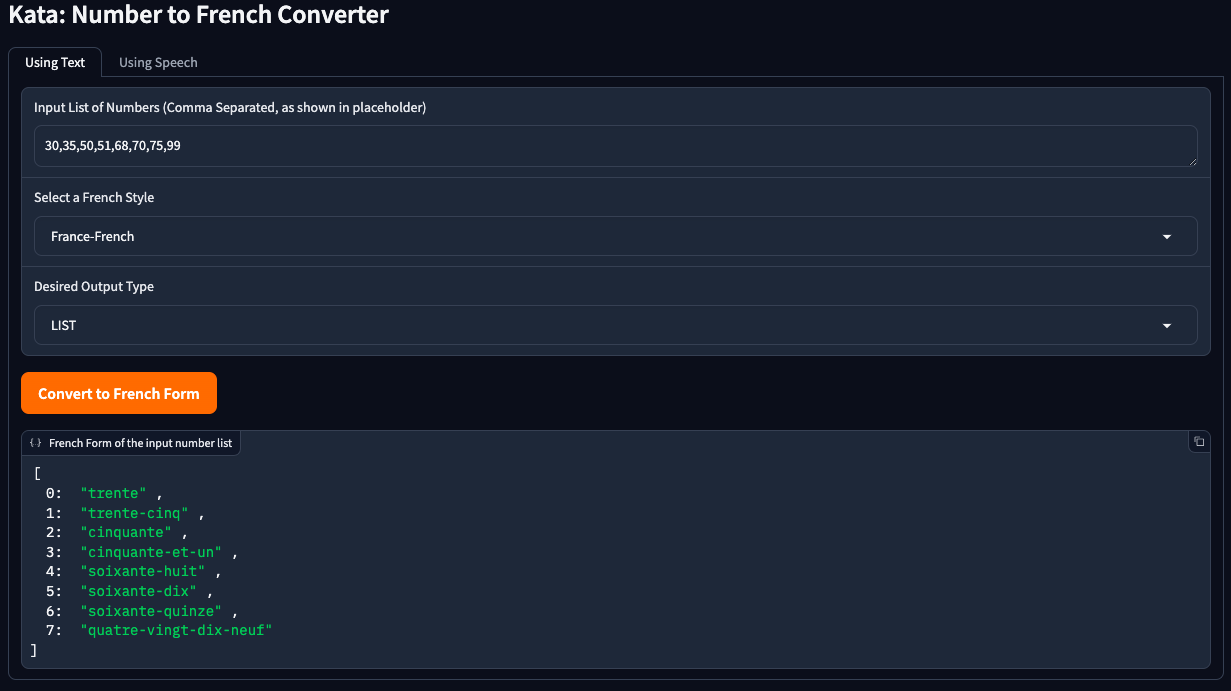 Kata: Number to French Converter
Using Text
Using Speech
Input List of Numbers (Comma Separated, as shown in placeholder)
30,35,50,51,68,70,75,99
Select a French Style
France-French
Desired Output Type
LIST
Convert to French Form
{} French Form of the input number list
[
0: "trente" ,
1: "trente-cinq" ,
2: "cinquante" ,
3: "cinquante-et-un" ,
4: "soixante-huit" ,
5: "soixante-dix" ,
6: "soixante-quinze" ,
7: "quatre-vingt-dix-neuf"
]